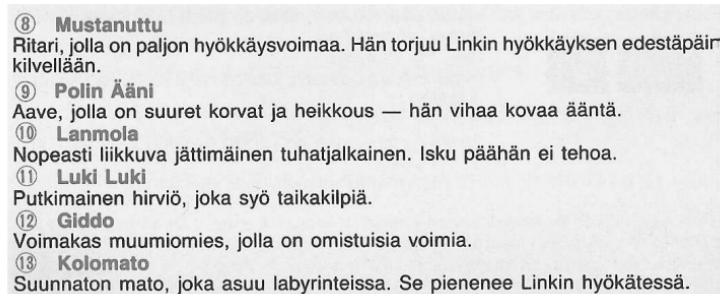 ⑧ Mustanuttu
Ritari, jolla on paljon hyökkäysvoimaa. Hän torjuu Linkin hyökkäyksen edestäpäin
kilvellään.
⑨ Polin Ääni
Aave, jolla on suuret korvat ja heikkous — hän vihaa kovaa ääntä.
⑩ Lanmola
Nopeasti liikkuva jättimäinen tuhatjalkainen. Isku päähän ei tehoa.
⑪ Luki Luki
Putkimainen hirviö, joka syö taikakilpiä.
⑫ Giddo
Voimakas muumiomies, jolla on omistuisia voimia.
⑬ Kolomato
Suunnaton mato, joka asuu labyrinteissa. Se pienenee Linkin hyökätessä.